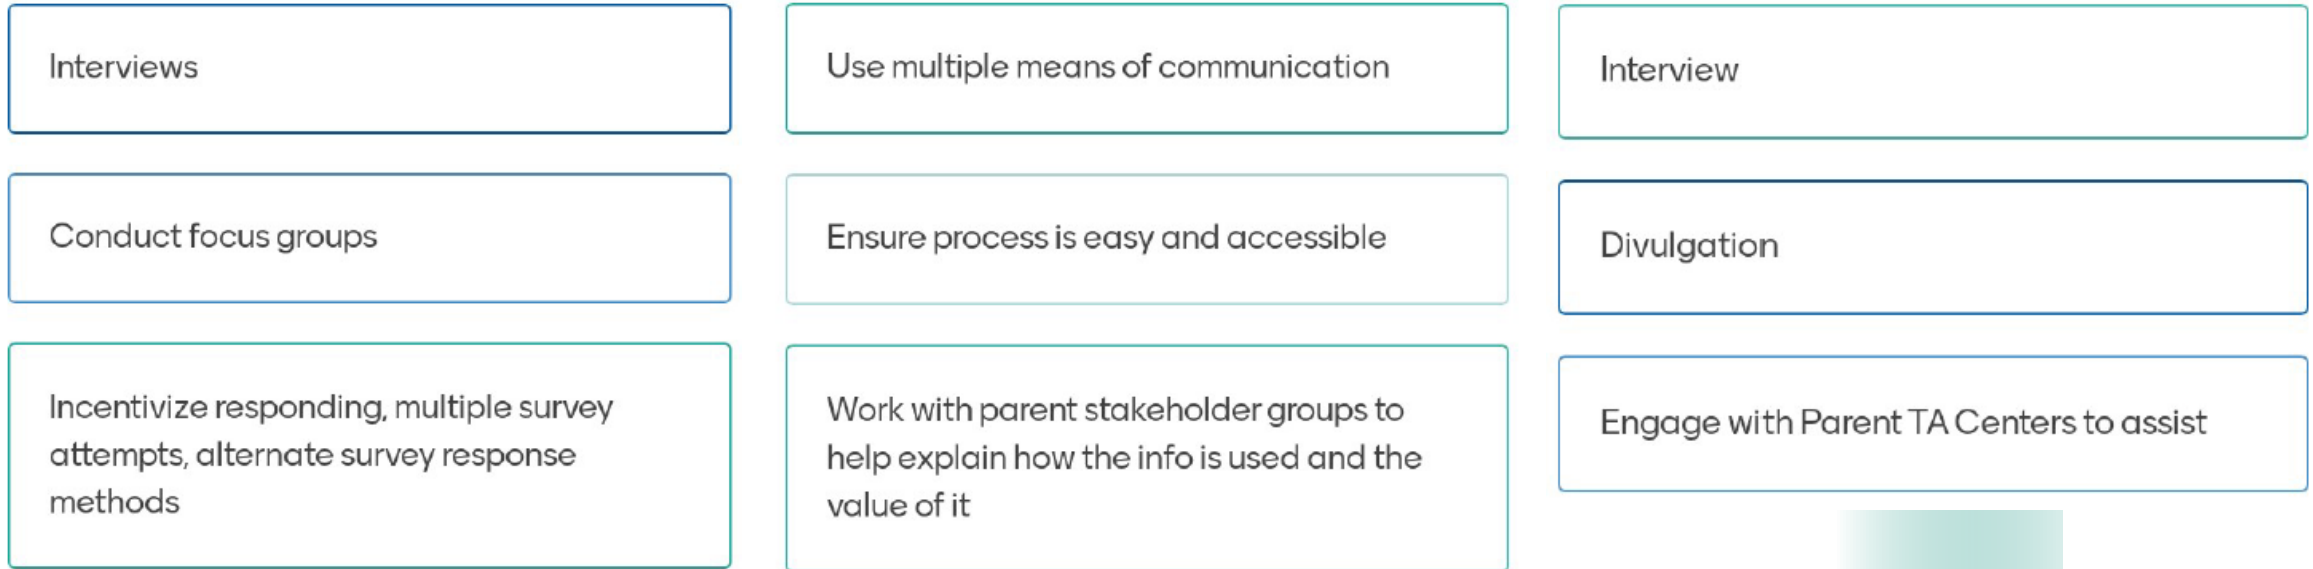 Interviews
Conduct focus groups
Incentivize responding, multiple survey
attempts, alternate survey response
methods
Use multiple means of communication
Ensure process is easy and accessible
Work with parent stakeholder groups to
help explain how the info is used and the
value of it
Interview
Divulgation
Engage with Parent TA Centers to assist